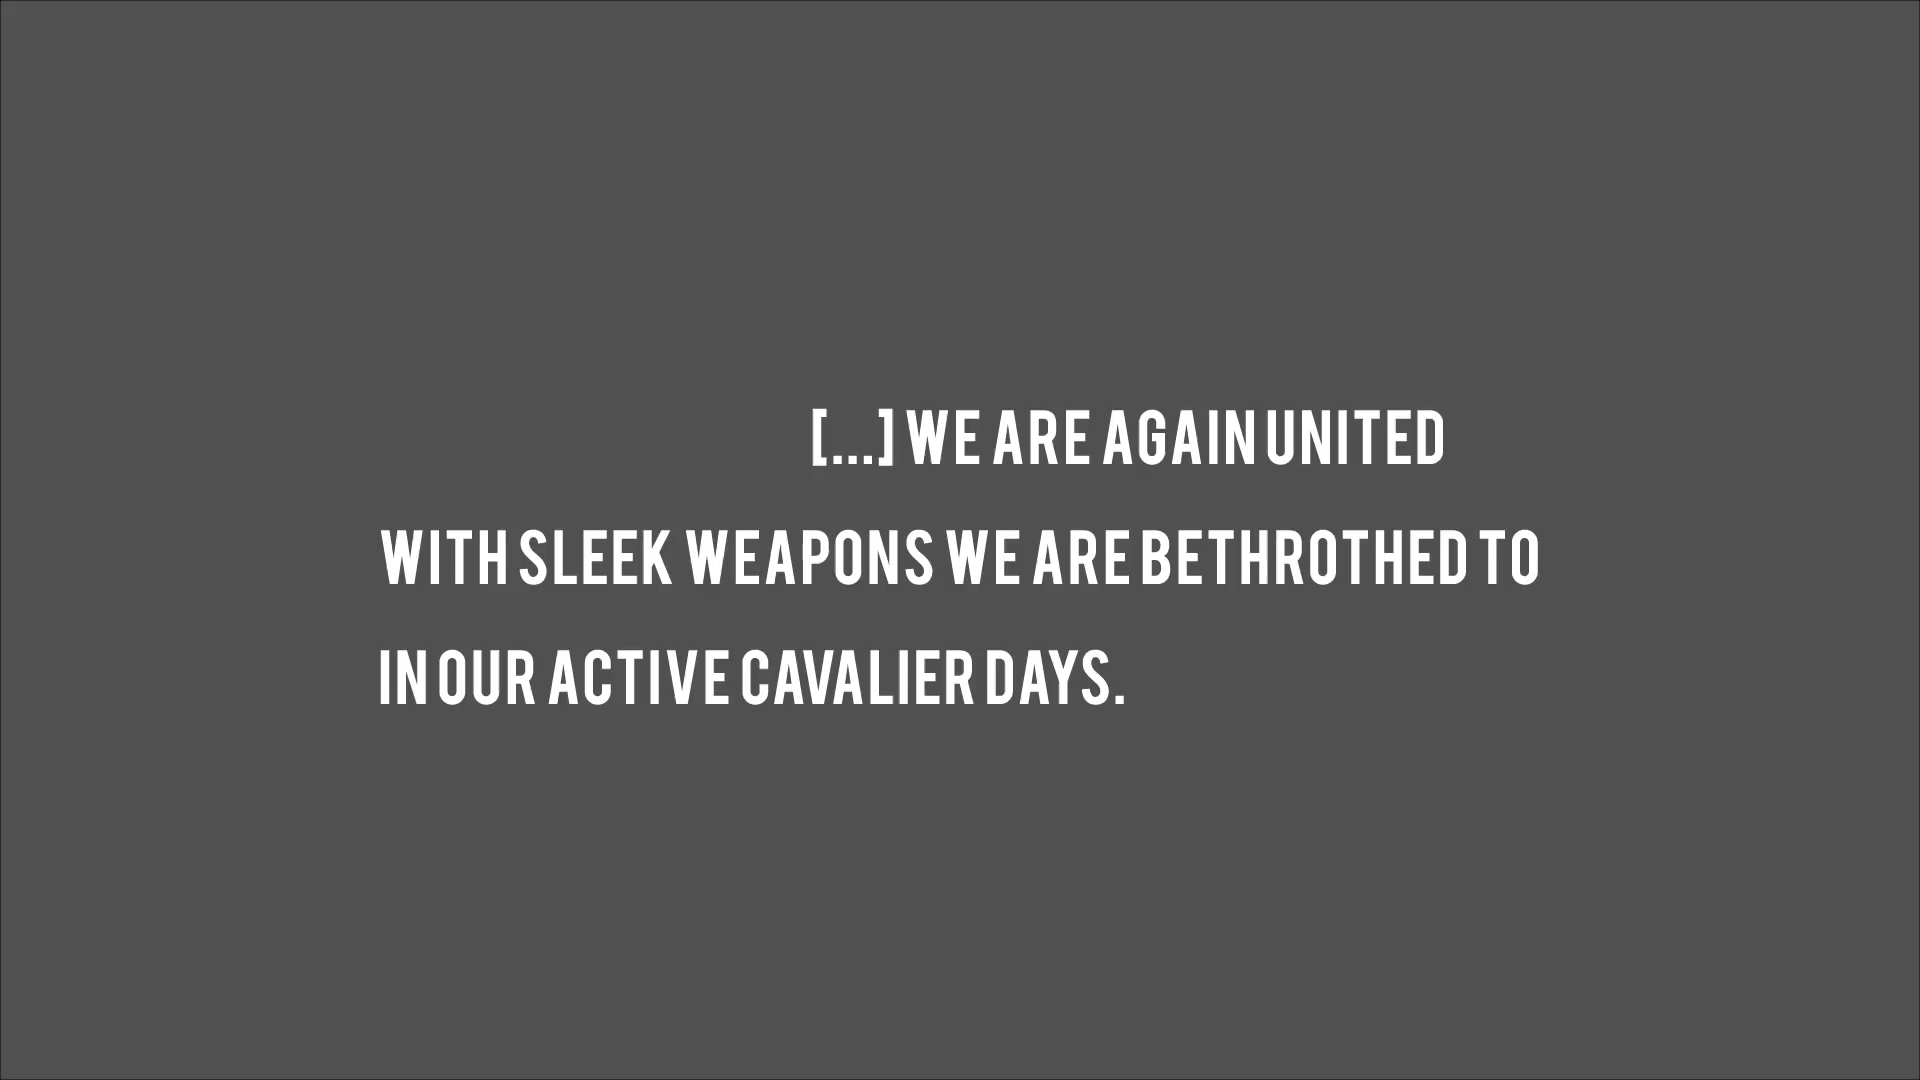 [...] WE ARE AGAIN UNITED
WITH SLEEK WEAPONS WE ARE BETHROTHED TO
IN OUR ACTIVE CAVALIER DAYS.